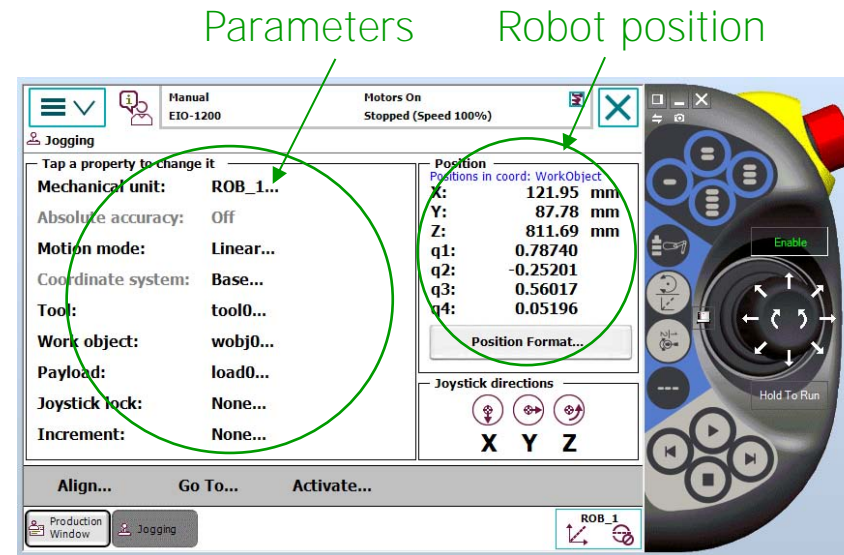 Parameters Robot position
Manual Motors On
EIO-1200 Stopped (Speed 100%)
Jogging
Tap a property to change it
Position
Positions in coord: WorkObject
Mechanical unit: ROB_1... X: 121.95 mm
Absolute accuracy: Off Y: 87.78 mm
Motion mode: Linear... Z: 811.69 mm
q1: 0.78740
Coordinate system: Base... q2: -0.25201
q3: 0.56017
Tool: tool0... q4: 0.05196
Work object: wobj0... Position Format...
Payload: load0...
Joystick directions
Joystick lock: None...
Increment: None... X Y Z
Align... Go To... Activate...
Production Window
Jogging
ROB_1
Enable
Hold To Run